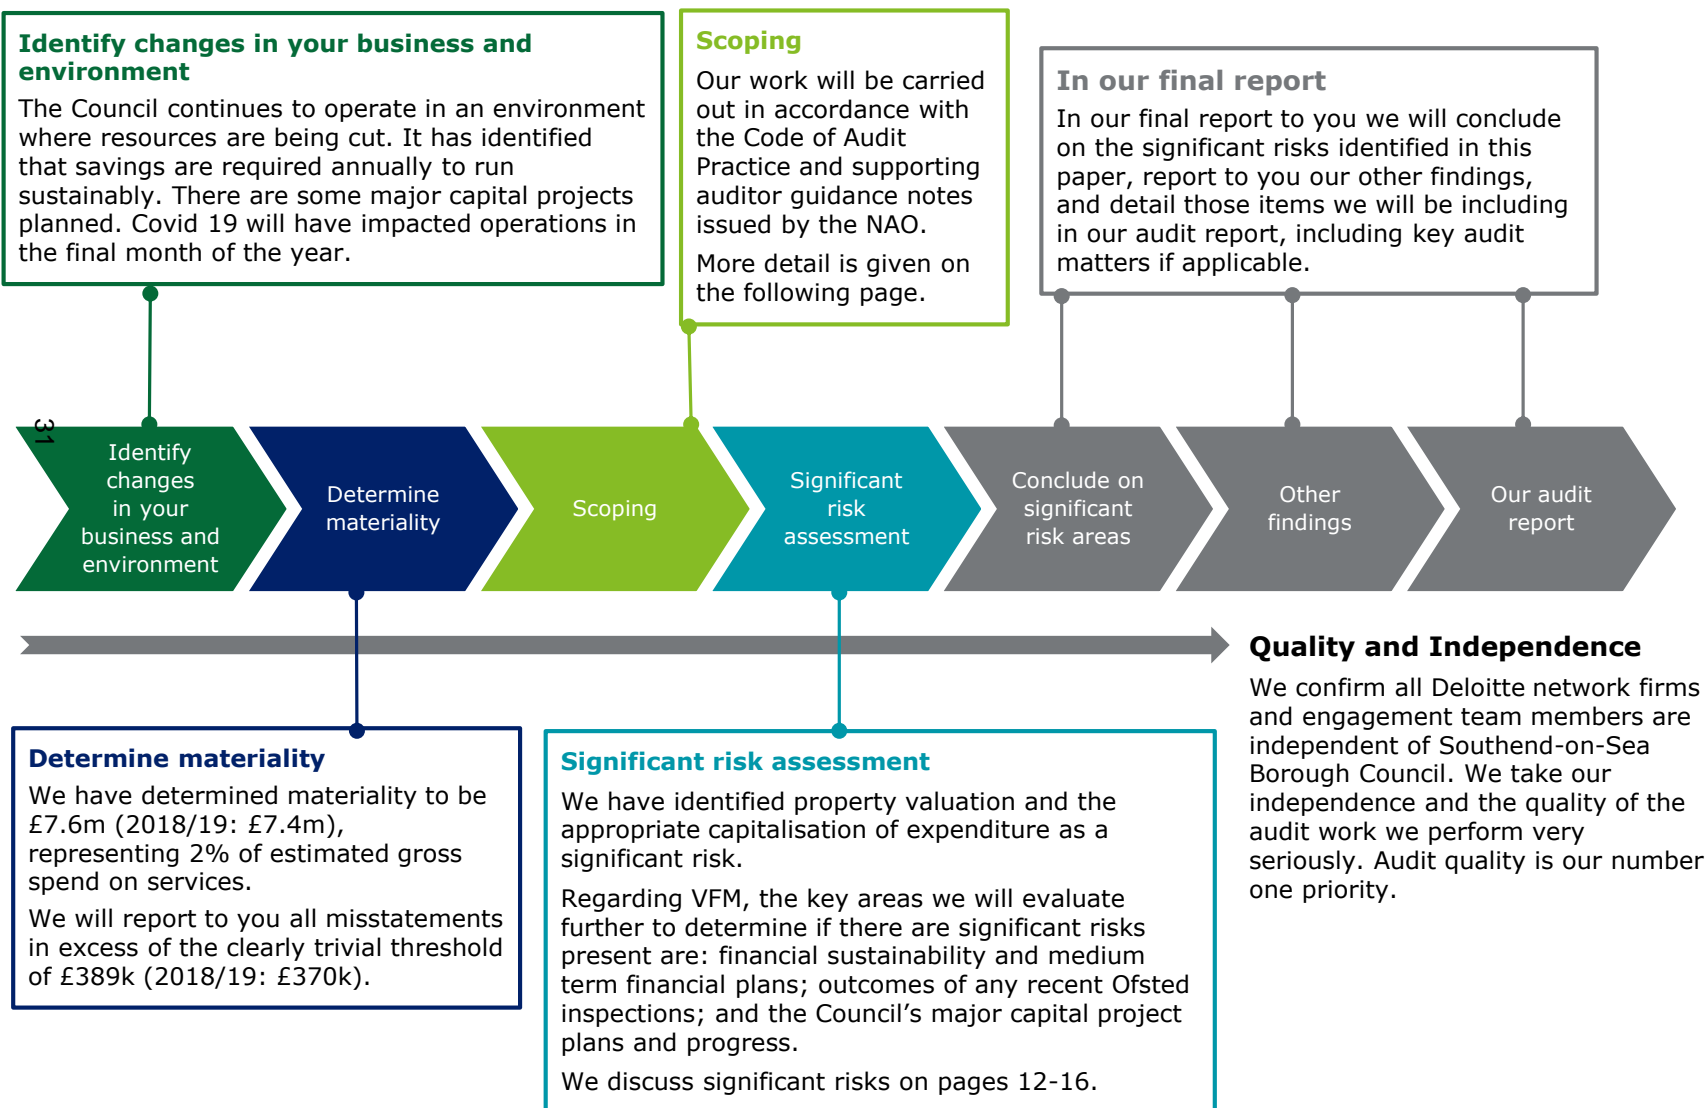 Identify changes in your business and
environment
The Council continues to operate in an environment
where resources are being cut. It has identified
that savings are required annually to run
sustainably. There are some major capital projects
planned. Covid 19 will have impacted operations in
the final month of the year.
Scoping
Our work will be carried
out in accordance with
the Code of Audit
Practice and supporting
auditor guidance notes
issued by the NAO.
More detail is given on
the following page.
In our final report
In our final report to you we will conclude
on the significant risks identified in this
paper, report to you our other findings,
and detail those items we will be including
in our audit report, including key audit
matters if applicable.
31
Identify
changes
in your
business and
environment
Determine
materiality
Scoping
Significant
risk
assessment
Conclude on
significant
risk areas
Other
findings
Our audit
report
Determine materiality
We have determined materiality to be
£7.6m (2018/19: £7.4m),
representing 2% of estimated gross
spend on services.
We will report to you all misstatements
in excess of the clearly trivial threshold
of £389k (2018/19: £370k).
Significant risk assessment
We have identified property valuation and the
appropriate capitalisation of expenditure as a
significant risk.
Regarding VFM, the key areas we will evaluate
further to determine if there are significant risks
present are: financial sustainability and medium
term financial plans; outcomes of any recent Ofsted
inspections; and the Council’s major capital project
plans and progress.
We discuss significant risks on pages 12-16.
Quality and Independence
We confirm all Deloitte network firms
and engagement team members are
independent of Southend-on-Sea
Borough Council. We take our
independence and the quality of the
audit work we perform very
seriously. Audit quality is our number
one priority.